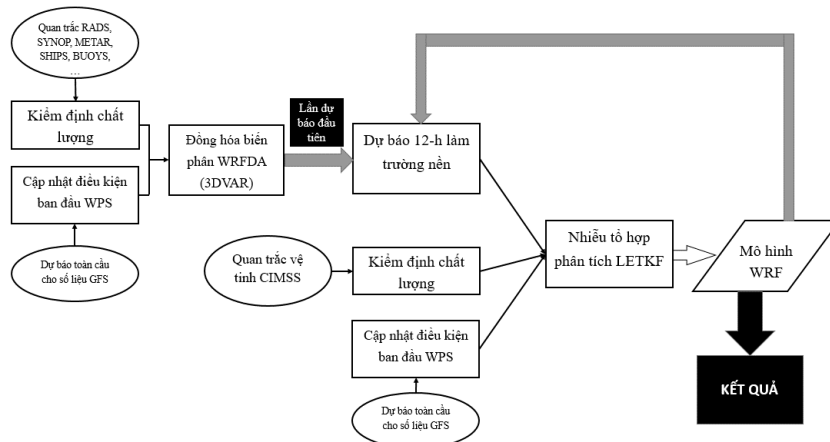 Quan trắc RADS,
SYNOP, METAR,
SHIPS, BUOYS,
...
Kiểm định chất
lượng
Cập nhật điều kiện
ban đầu WPS
Dự báo toàn cầu
cho số liệu GFS
Đồng hóa biến
phân WRFDA
(3DVAR)
Lần dự
báo đầu
tiên
Dự báo 12-h làm
trường nền
Quan trắc vệ
tinh CIMSS
Kiểm định chất
lượng
Cập nhật điều kiện
ban đầu WPS
Dự báo toàn cầu
cho số liệu GFS
Nhiễu tổ hợp
phân tích LETKF
Mô hình
WRF
KẾT QUẢ